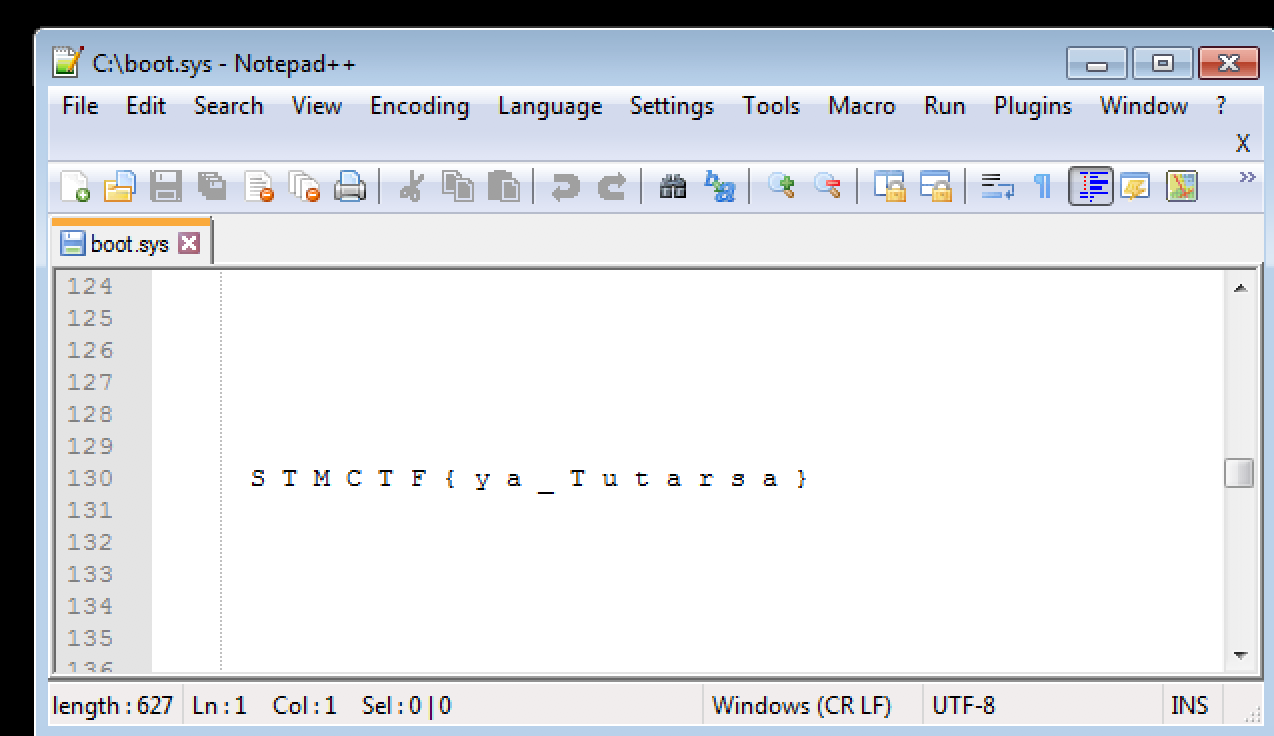 C:\boot.sys - Notepad++
File Edit Search View Encoding Language Settings Tools Macro Run Plugins Window ?
X
boot.sys
124
125
126
127
128
129
130 S T M C T F { y a _ T u t a r s a }
131
132
133
134
135
136
length : 627 Ln : 1 Col : 1 Sel : 0 | 0 Windows (CR LF) UTF-8 INS